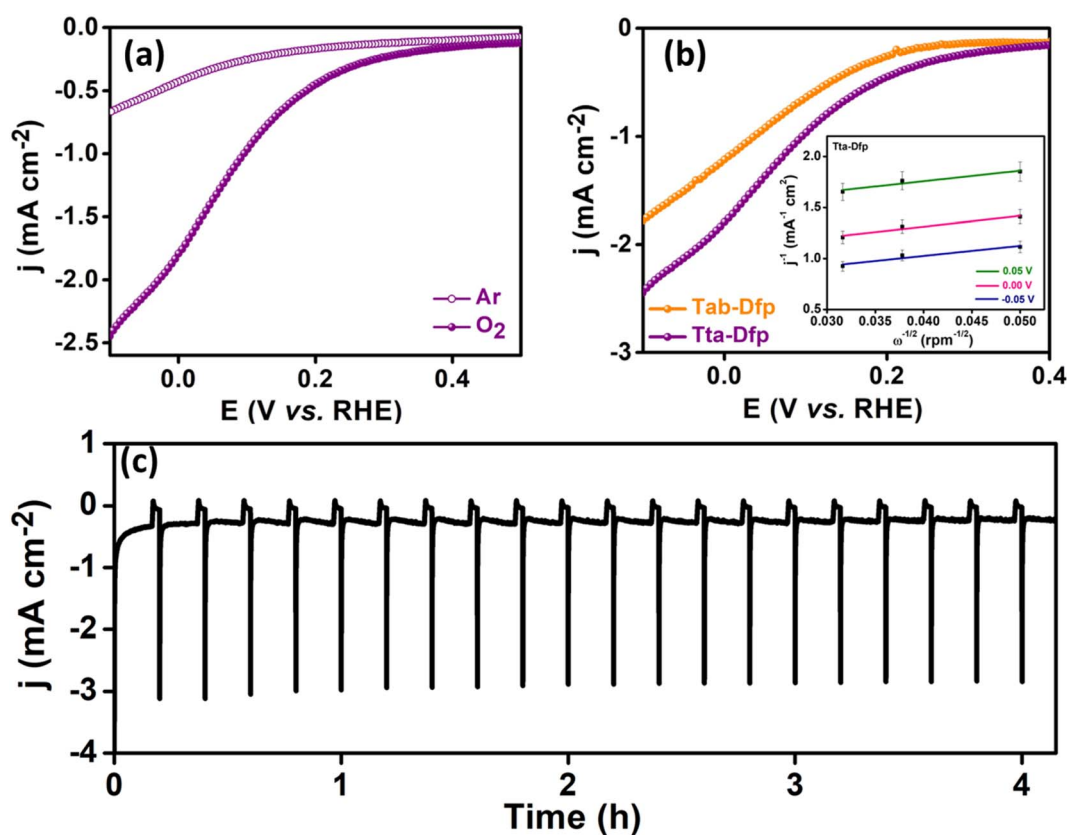 (a)
0.0
-0.5
-1.0
-1.5
-2.0
-2.5
j (mA cm-2)
Ar
O2
0.0 0.2 0.4
E (V vs. RHE)
(b)
0
-1
-2
-3
j (mA cm-2)
Tab-Dfp
Tta-Dfp
0.0 0.1 0.2 0.3 0.4
E (V vs. RHE)
Tta-Dfp
2.0
1.5
1.0
0.5
j-1 (mA-1 cm2)
0.05 V
0.00 V
-0.05 V
0.030 0.035 0.040 0.045 0.050
ω-1/2 (rpm-1/2)
(c)
1
0
-1
-2
-3
-4
j (mA cm-2)
0 1 2 3 4
Time (h)